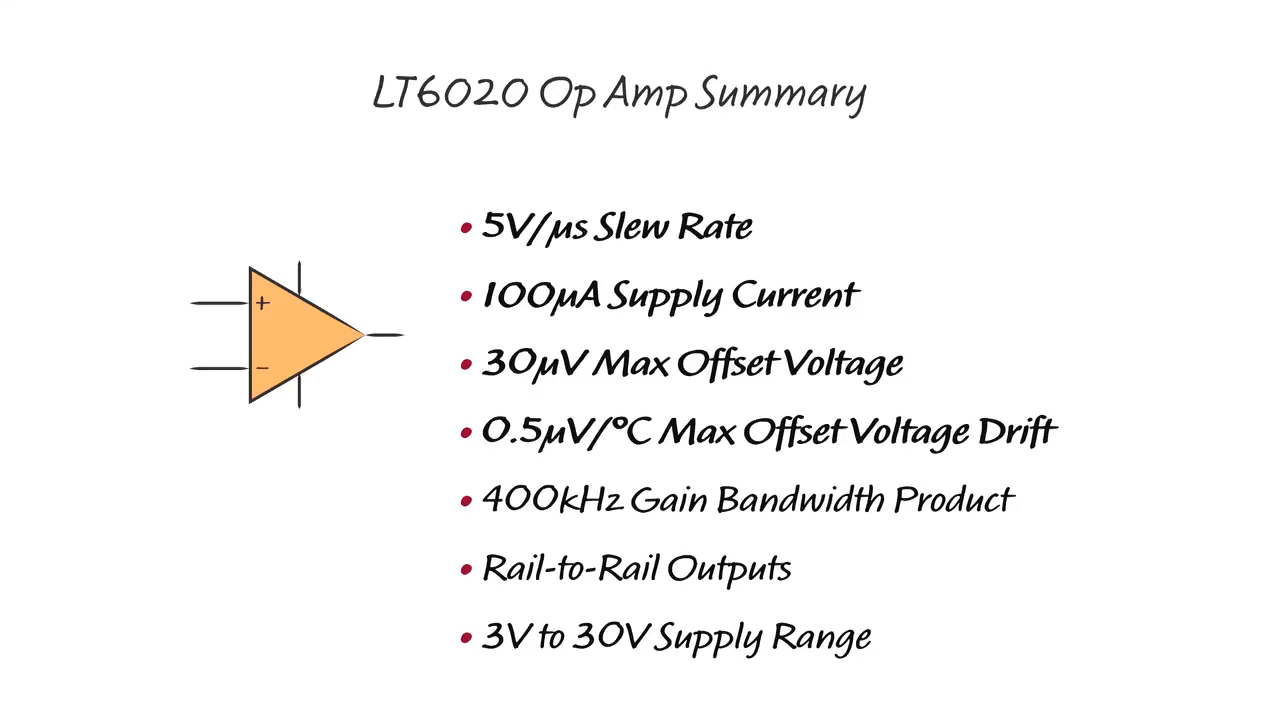 LT6020 Op Amp Summary
+
−
• 5V/µs Slew Rate
• 100µA Supply Current
• 30µV Max Offset Voltage
• 0.5µV/°C Max Offset Voltage Drift
• 400kHz Gain Bandwidth Product
• Rail-to-Rail Outputs
• 3V to 30V Supply Range